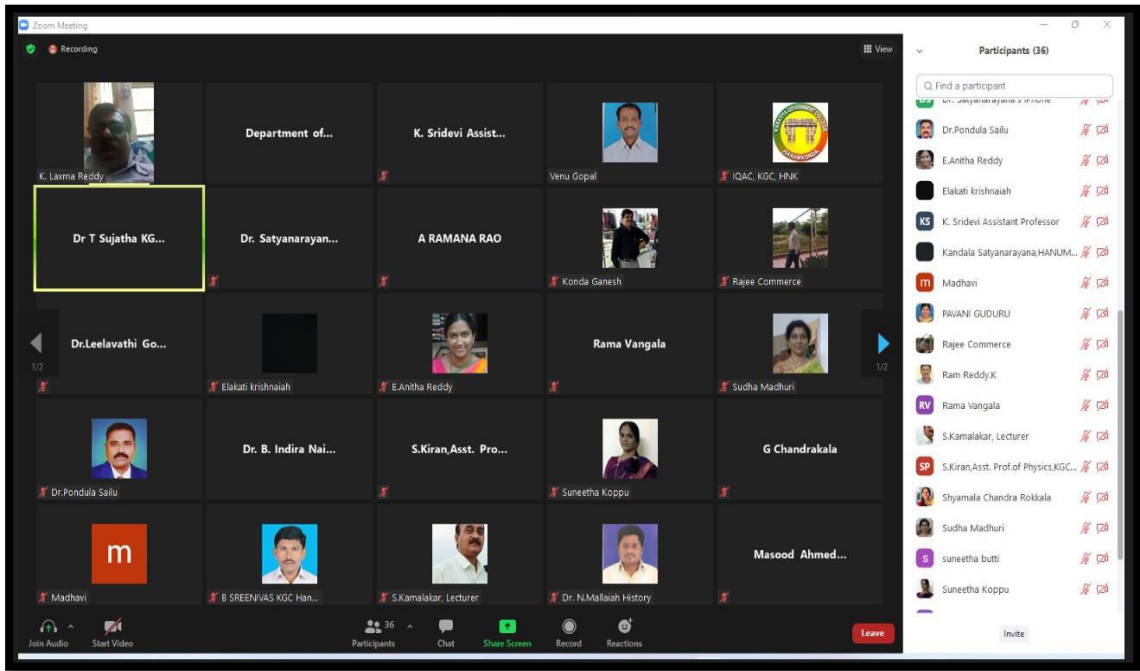 Zoom Meeting
Recording
View
K. Laxma Reddy
Department of...
K. Sridevi Assist...
Venu Gopal
IQAC, KGC, HNK
Dr T Sujatha KG...
Dr. Satyanarayan...
A RAMANA RAO
Konda Ganesh
Rajee Commerce
1/2
Dr.Leelavathi Go...
Elakati krishnaiah
E.Anitha Reddy
Rama Vangala
Sudha Madhuri
1/2
Dr.Pondula Sailu
Dr. B. Indira Nai...
S.Kiran,Asst. Pro...
Suneetha Koppu
G Chandrakala
m
Madhavi
B SREENIVAS KGC Han...
S.Kamalakar, Lecturer
Dr. N.Mallaiah History
Masood Ahmed...
Join Audio
Start Video
Participants
36
Chat
Share Screen
Record
Reactions
Leave
Participants (36)
Find a participant
Dr.Pondula Sailu
E.Anitha Reddy
Elakati krishnaiah
KS K. Sridevi Assistant Professor
Kandala Satyanarayana,HANUM...
m Madhavi
PAVANI GUDURU
Rajee Commerce
Ram Reddy.K
RV Rama Vangala
S.Kamalakar, Lecturer
SP S.Kiran,Asst. Prof.of Physics,KGC...
Shyamala Chandra Rokkala
Sudha Madhuri
s suneetha butti
Suneetha Koppu
Invite